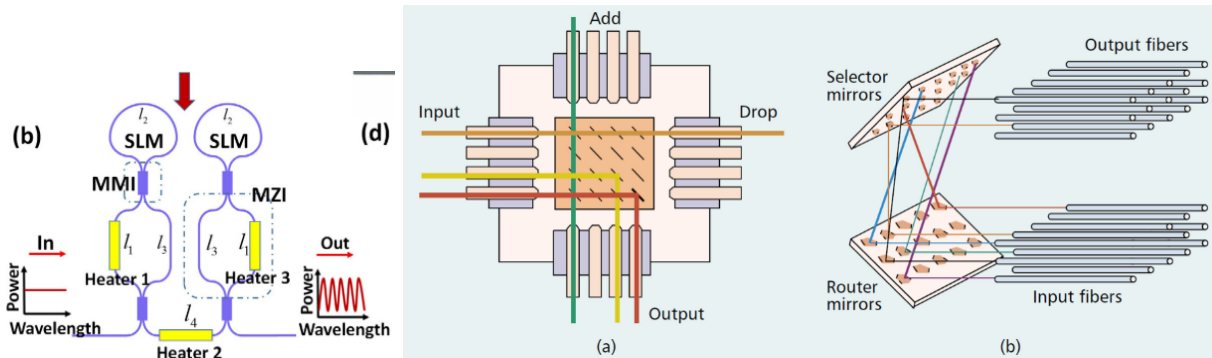 (b)
l2
SLM
l2
SLM
MMI
MZI
In
l1
l3
l3
l1
Out
Heater 1
Heater 3
Power
Wavelength
l4
Heater 2
Power
Wavelength
(d)
Add
Input
Drop
Output
(a)
Selector
mirrors
Output fibers
Router
mirrors
Input fibers
(b)